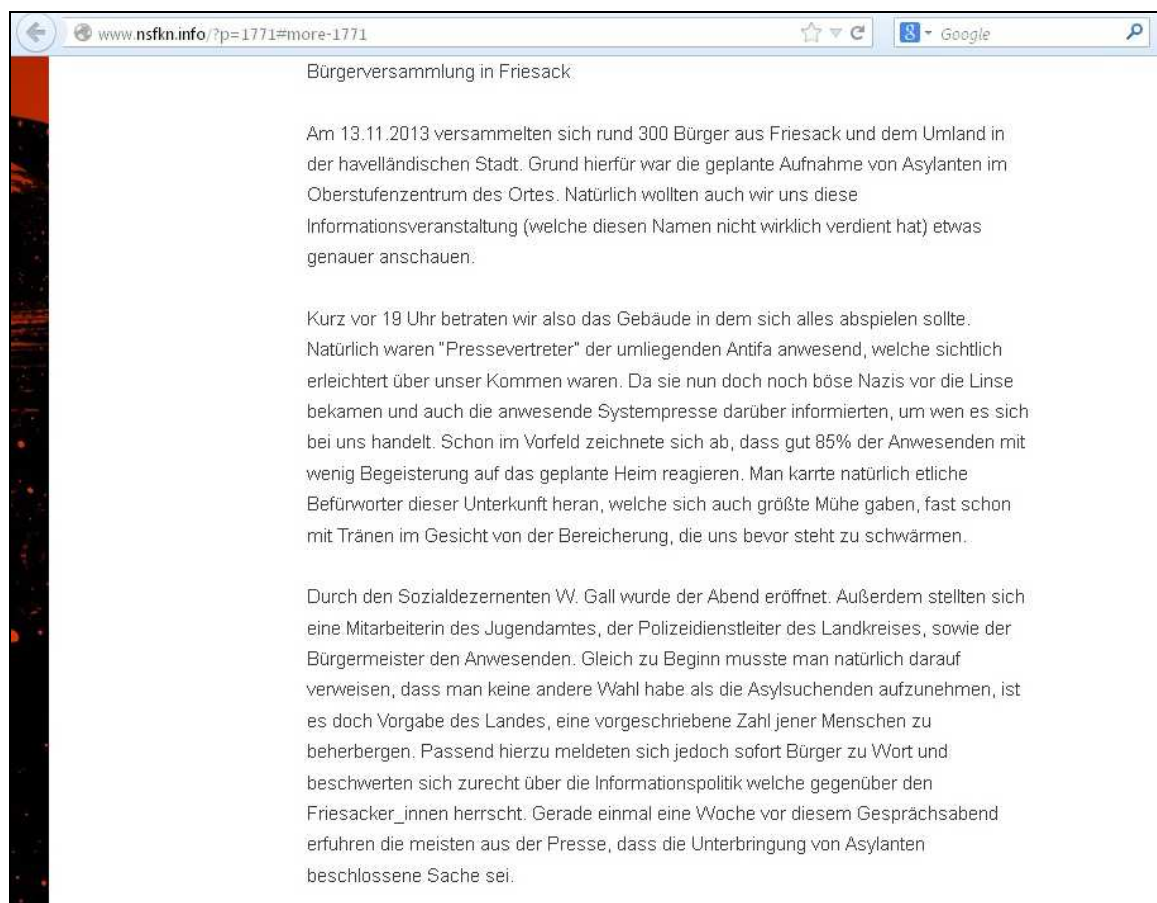 www.nsfkn.info/?p=1771#more-1771
Google
Bürgerversammlung in Friesack
Am 13.11.2013 versammelten sich rund 300 Bürger aus Friesack und dem Umland in
der havelländischen Stadt. Grund hierfür war die geplante Aufnahme von Asylanten im
Oberstufenzentrum des Ortes. Natürlich wollten auch wir uns diese
Informationsveranstaltung (welche diesen Namen nicht wirklich verdient hat) etwas
genauer anschauen.
Kurz vor 19 Uhr betraten wir also das Gebäude in dem sich alles abspielen sollte.
Natürlich waren "Pressevertreter" der umliegenden Antifa anwesend, welche sichtlich
erleichtert über unser Kommen waren. Da sie nun doch noch böse Nazis vor die Linse
bekamen und auch die anwesende Systempresse darüber informierten, um wen es sich
bei uns handelt. Schon im Vorfeld zeichnete sich ab, dass gut 85% der Anwesenden mit
wenig Begeisterung auf das geplante Heim reagieren. Man karrte natürlich etliche
Befürworter dieser Unterkunft heran, welche sich auch größte Mühe gaben, fast schon
mit Tränen im Gesicht von der Bereicherung, die uns bevor steht zu schwärmen.
Durch den Sozialdezernenten W. Gall wurde der Abend eröffnet. Außerdem stellten sich
eine Mitarbeiterin des Jugendamtes, der Polizeidienstleiter des Landkreises, sowie der
Bürgermeister den Anwesenden. Gleich zu Beginn musste man natürlich darauf
verweisen, dass man keine andere Wahl habe als die Asylsuchenden aufzunehmen, ist
es doch Vorgabe des Landes, eine vorgeschriebene Zahl jener Menschen zu
beherbergen. Passend hierzu meldeten sich jedoch sofort Bürger zu Wort und
beschwerten sich zurecht über die Informationspolitik welche gegenüber den
Friesacker_innen herrscht. Gerade einmal eine Woche vor diesem Gesprächsabend
erfuhren die meisten aus der Presse, dass die Unterbringung von Asylanten
beschlossene Sache sei.